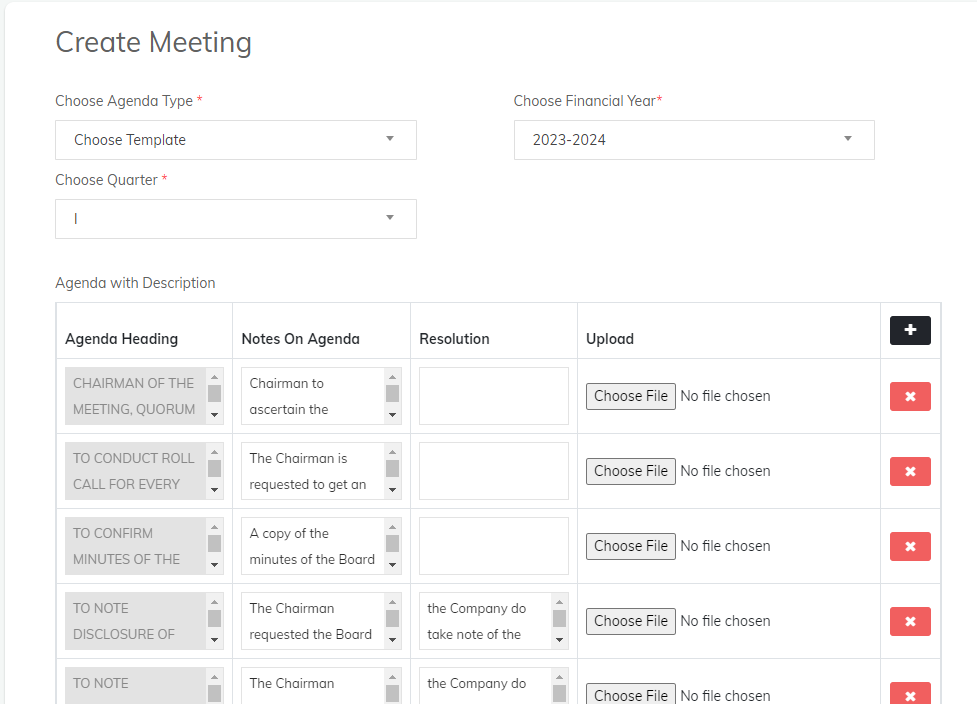 Create Meeting
Choose Agenda Type *
Choose Financial Year*
Choose Template
2023-2024
Choose Quarter *
I
Agenda with Description
Agenda Heading
Notes On Agenda
Resolution
Upload
CHAIRMAN OF THE
MEETING, QUORUM
Chairman to
ascertain the
Choose File No file chosen
TO CONDUCT ROLL
CALL FOR EVERY
The Chairman is
requested to get an
Choose File No file chosen
TO CONFIRM
MINUTES OF THE
A copy of the
minutes of the Board
Choose File No file chosen
TO NOTE
DISCLOSURE OF
The Chairman
requested the Board
the Company do
take note of the
Choose File No file chosen
TO NOTE
The Chairman
the Company do
Choose File No file chosen